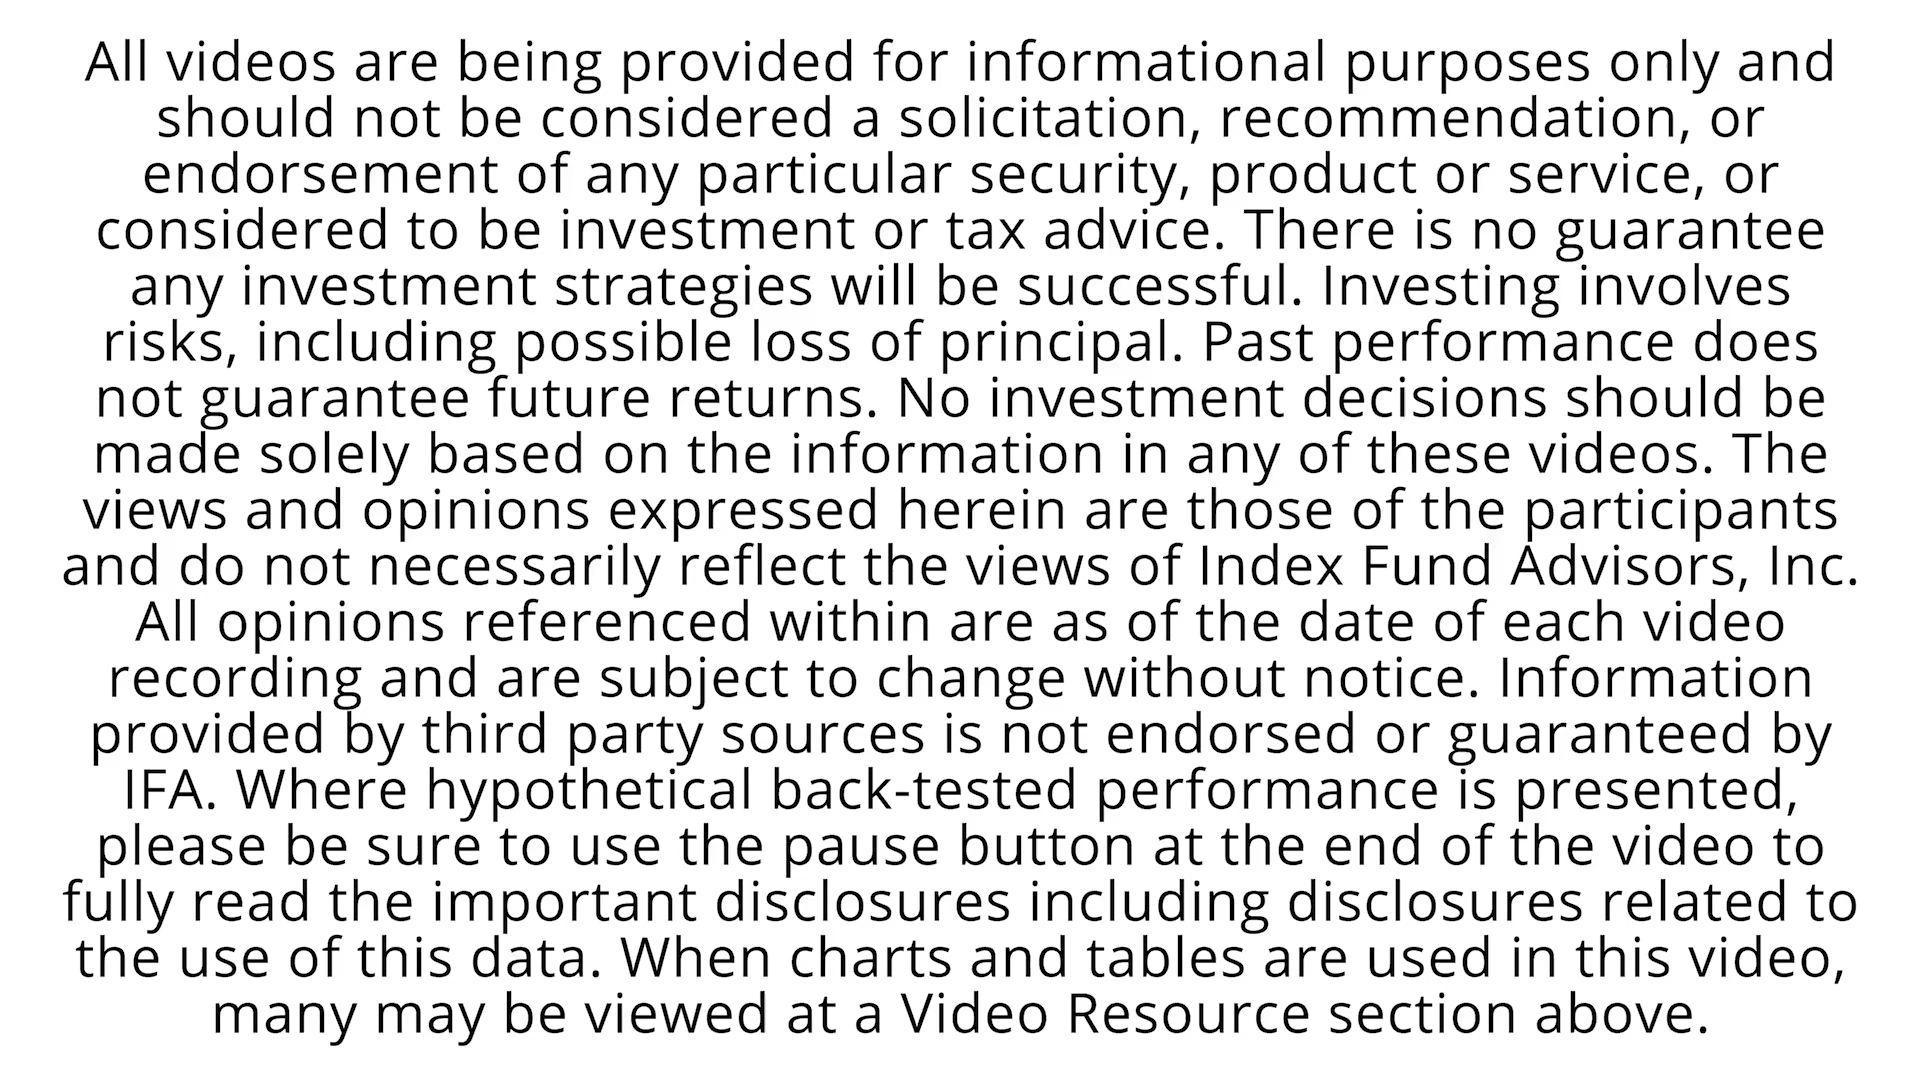 All videos are being provided for informational purposes only and
should not be considered a solicitation, recommendation, or
endorsement of any particular security, product or service, or
considered to be investment or tax advice. There is no guarantee
any investment strategies will be successful. Investing involves
risks, including possible loss of principal. Past performance does
not guarantee future returns. No investment decisions should be
made solely based on the information in any of these videos. The
views and opinions expressed herein are those of the participants
and do not necessarily reflect the views of Index Fund Advisors, Inc.
All opinions referenced within are as of the date of each video
recording and are subject to change without notice. Information
provided by third party sources is not endorsed or guaranteed by
IFA. Where hypothetical back-tested performance is presented,
please be sure to use the pause button at the end of the video to
fully read the important disclosures including disclosures related to
the use of this data. When charts and tables are used in this video,
many may be viewed at a Video Resource section above.